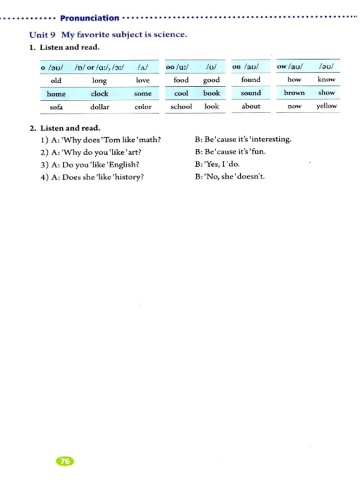 Pronunciation
Unit 9 My favorite subject is science.
1. Listen and read.
o /əʊ/ /ɒ/ or /ɑː/, /ɔː/ /ʌ/ oo /uː/ /ʊ/ ou /aʊ/ ow /aʊ/ /əʊ/
old long love food good found how know
home clock some cool book sound brown show
sofa dollar color school look about now yellow
2. Listen and read.
1) A: 'Why does 'Tom like 'math? B: Be'cause it's 'interesting.
2) A: 'Why do you 'like 'art? B: Be'cause it's 'fun.
3) A: Do you 'like 'English? B: 'Yes, I 'do.
4) A: Does she 'like 'history? B: 'No, she 'doesn't.
76